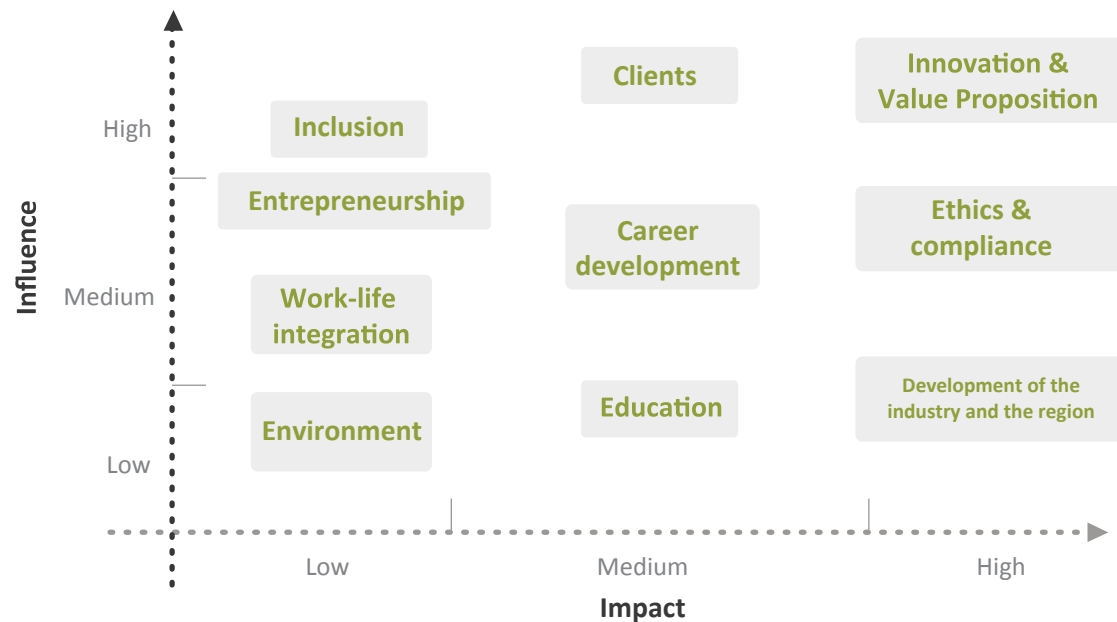 Clients
Innovation &
Value Proposition
High
Inclusion
Entrepreneurship
Influence
Career
development
Ethics &
compliance
Medium
Work-life
integration
Environment
Education
Development of the
industry and the region
Low
Low
Medium
High
Impact